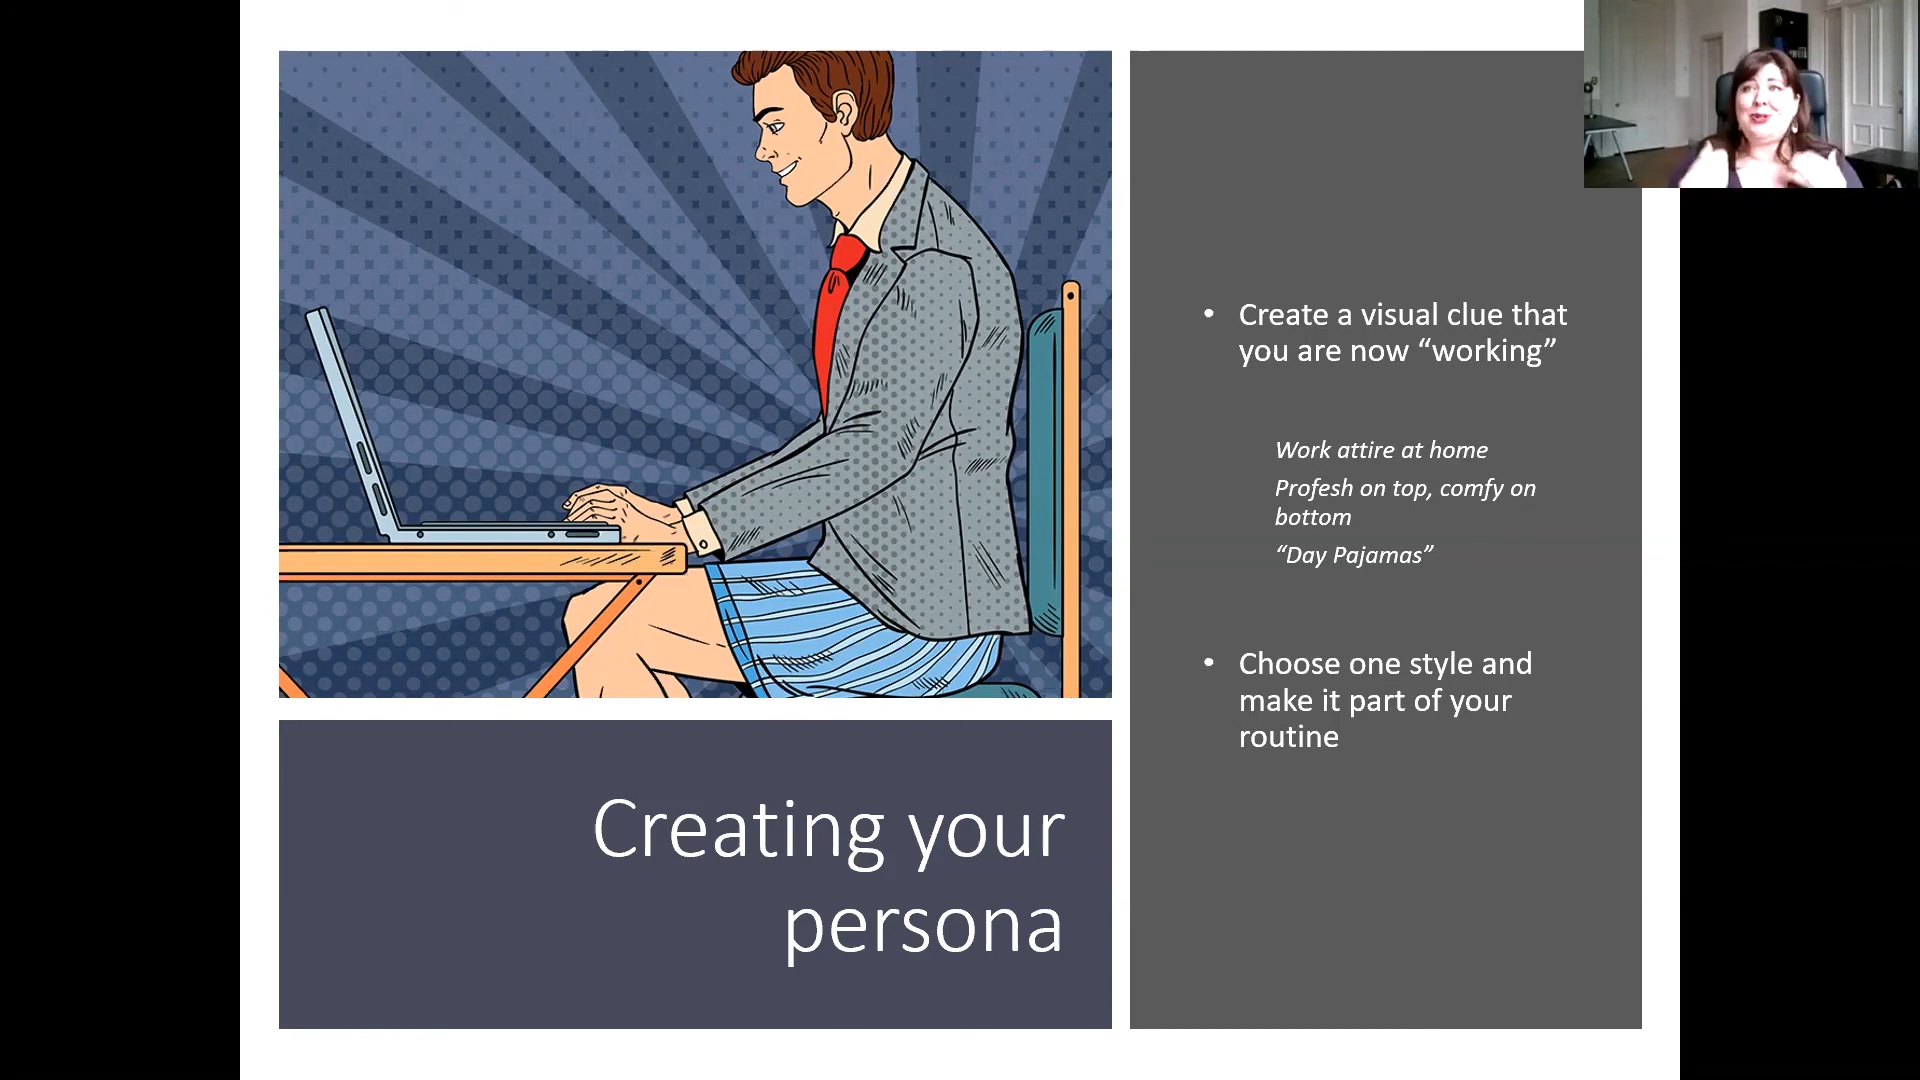 Create a visual clue that
you are now “working”
Work attire at home
Profesh on top, comfy on
bottom
“Day Pajamas”
Choose one style and
make it part of your
routine
Creating your
persona